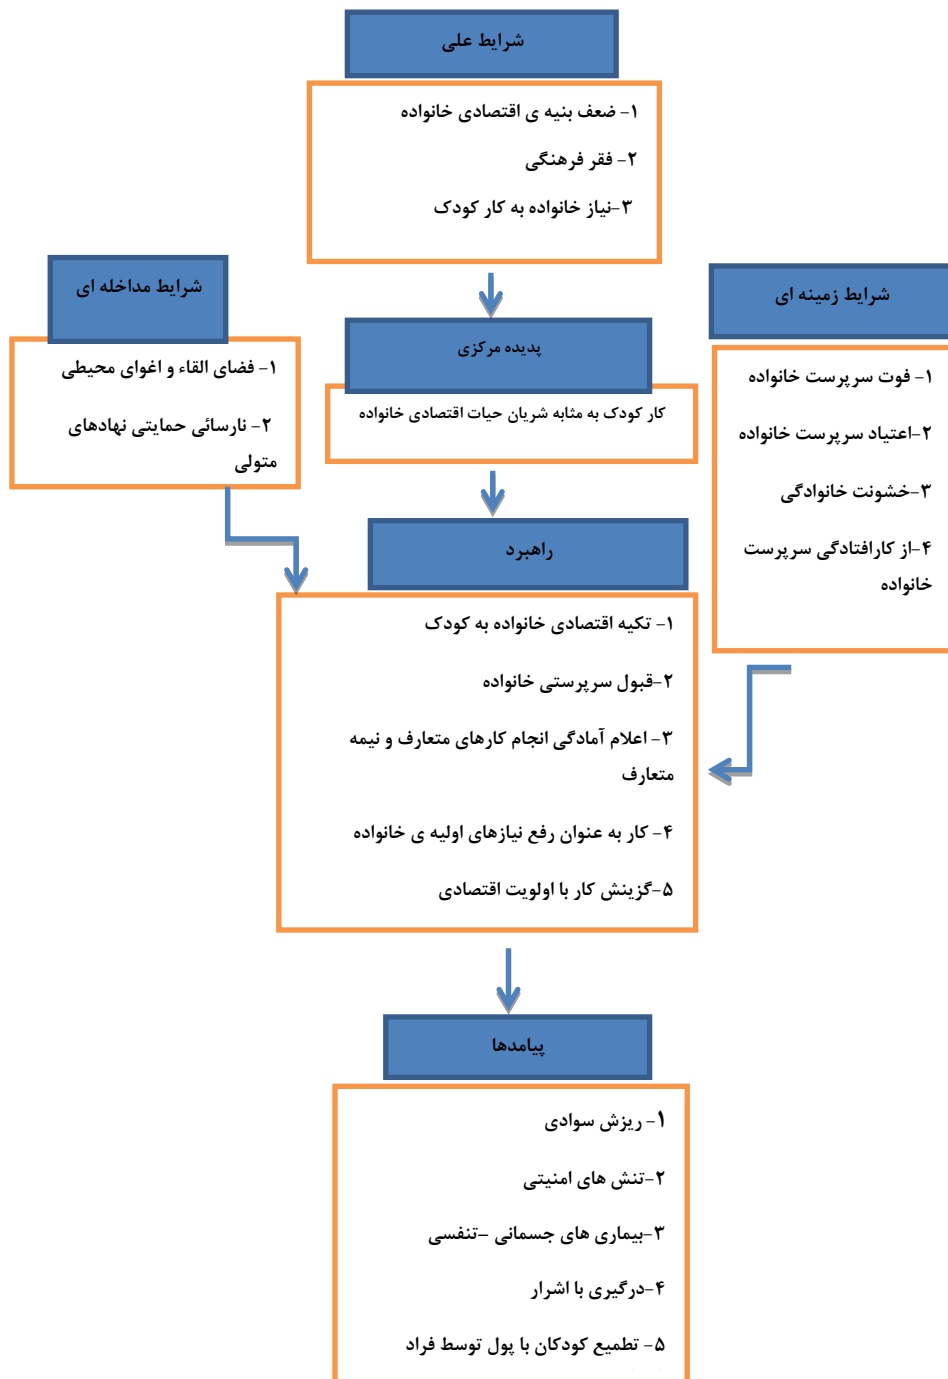 شرایط علی
۱- ضعف بنیه ی اقتصادی خانواده
۲- فقر فرهنگی
۳-نیاز خانواده به کار کودک
شرایط زمینه ای
۱- فوت سرپرست خانواده
۲-اعتیاد سرپرست خانواده
۳-خشونت خانوادگی
۴-از کارافتادگی سرپرست
خانواده
پدیده مرکزی
کار کودک به مثابه شریان حیات اقتصادی خانواده
شرایط مداخله ای
۱- فضای القاء و اغوای محیطی
۲- نارسائی حمایتی نهادهای
متولی
راهبرد
۱- تکیه اقتصادی خانواده به کودک
۲-قبول سرپرستی خانواده
۳- اعلام آمادگی انجام کارهای متعارف و نیمه
متعارف
۴- کار به عنوان رفع نیازهای اولیه ی خانواده
۵-گزینش کار با اولویت اقتصادی
پیامدها
۱- ریزش سوادی
۲-تنش های امنیتی
۳-بیماری های جسمانی –تنفسی
۴-درگیری با اشرار
۵- تطمیع کودکان با پول توسط فراد